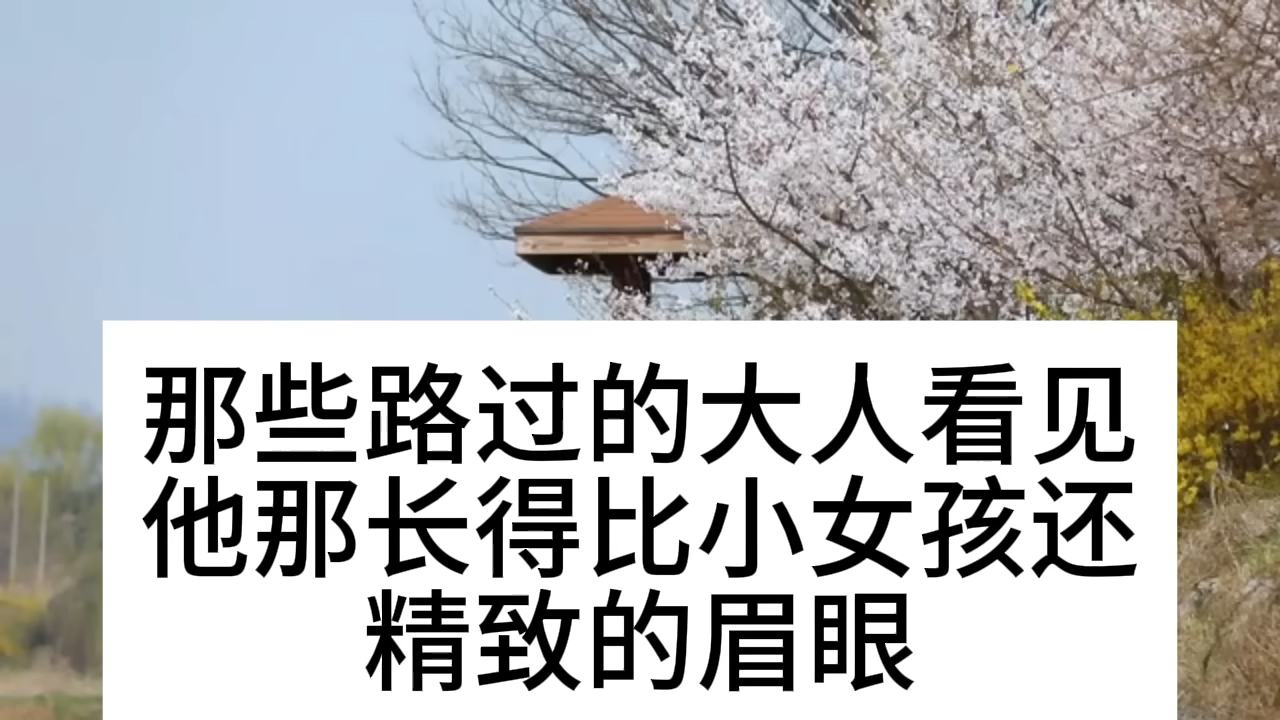 那些路过的大人看见
他那长得比小女孩还
精致的眉眼